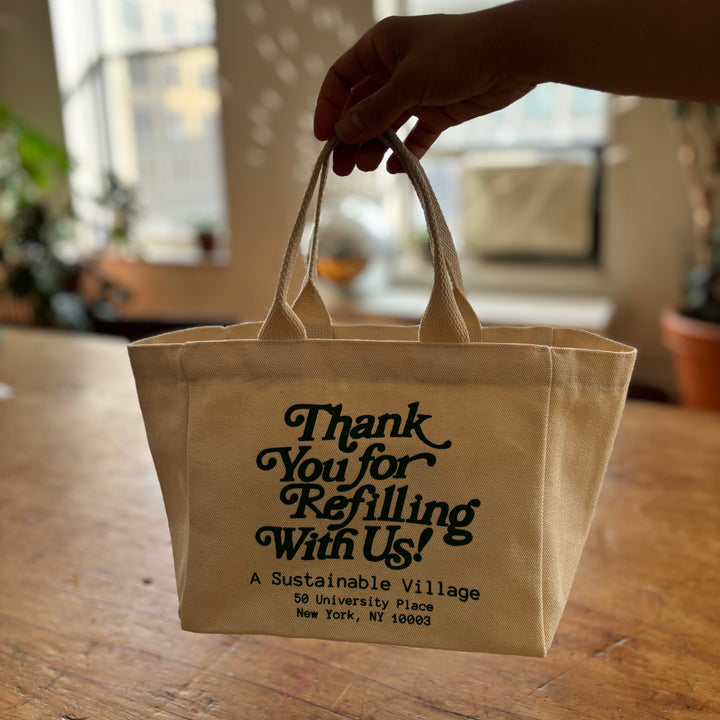 Thank
You for
Refilling
With Us!
A Sustainable Village
50 University Place
New York, NY 10003